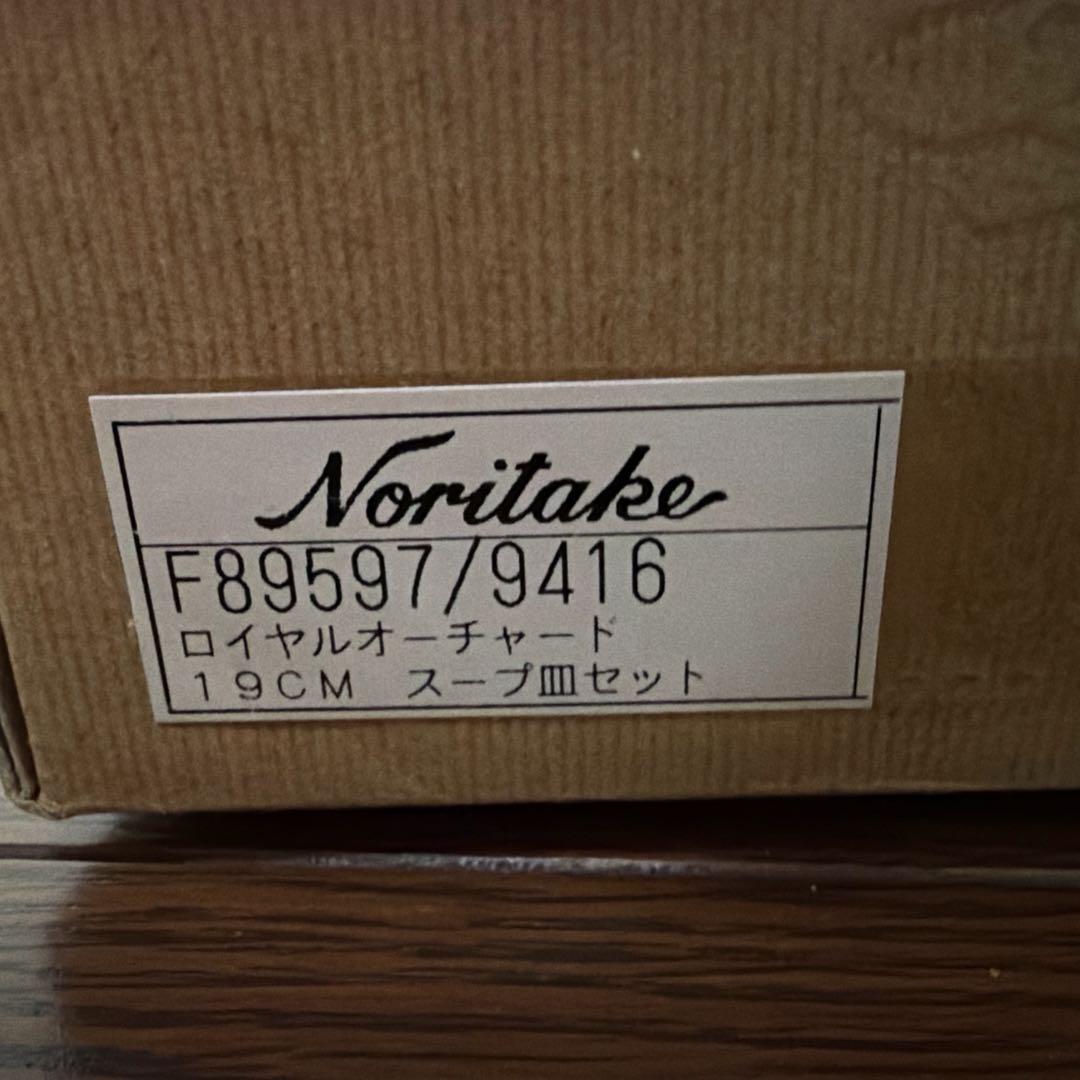 Noritake
F89597/9416
ロイヤルオーチャード
19CM スープ皿セット